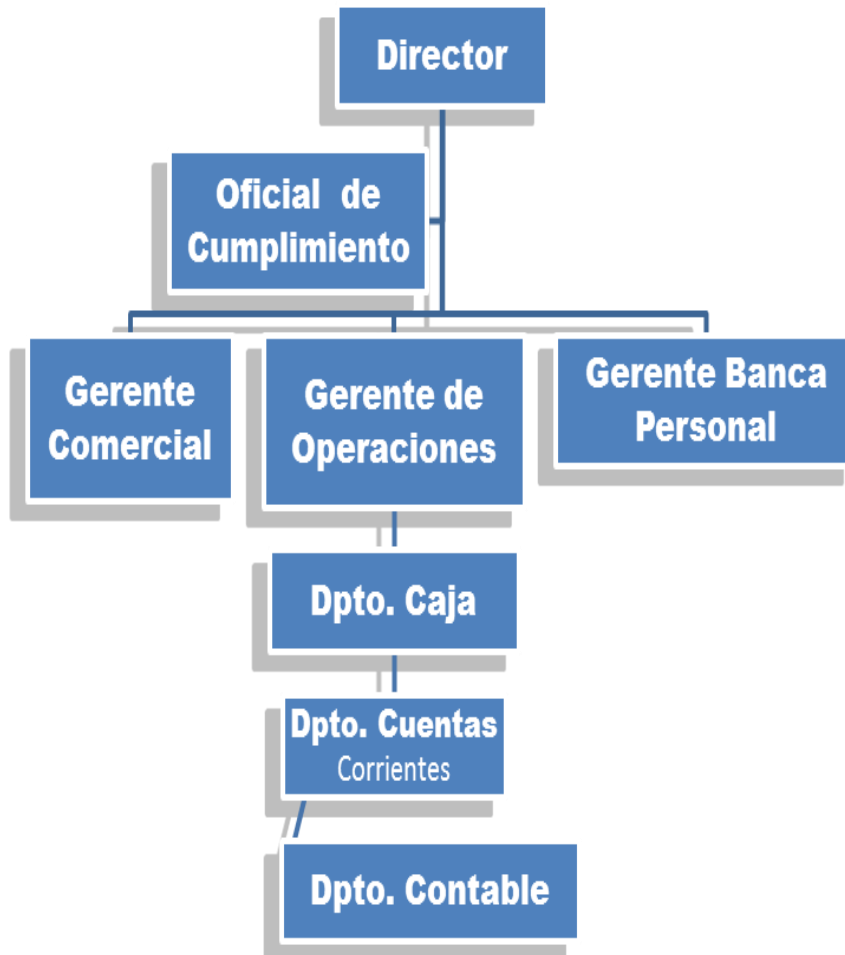 Director
Oficial de
Cumplimiento
Gerente
Comercial
Gerente de
Operaciones
Gerente Banca
Personal
Dpto. Caja
Dpto. Cuentas
Corrientes
Dpto. Contable